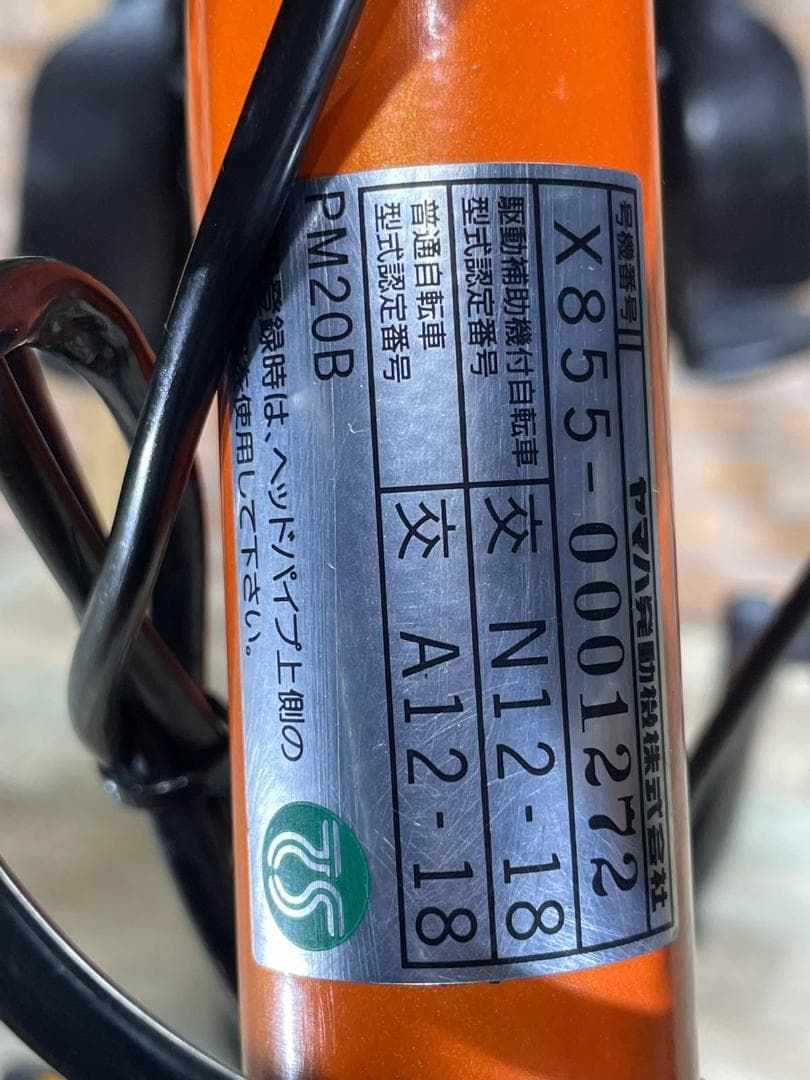 ヤマハ発動機株式会社
号機番号
X855-0001272
駆動補助機付自転車
型式認定番号
交 N12-18
普通自転車
型式認定番号
交 A12-18
PM20B
登録時は、ヘッドパイプ上側の
使用して下さい。
TS